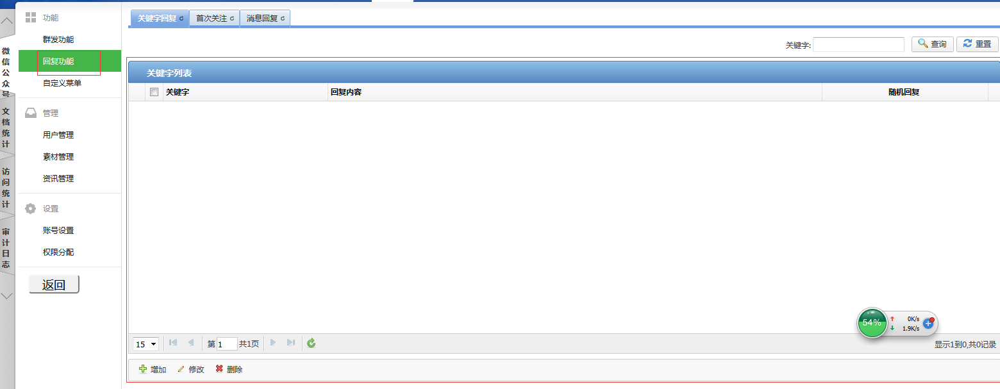 微信公众号
文档统计
访问统计
审计日志
功能
群发功能
回复功能
自定义菜单
管理
用户管理
素材管理
资讯管理
设置
账号设置
权限分配
返回
关键字回复 首次关注 消息回复
关键字: 查询 重置
关键字列表
关键字 回复内容 随机回复
54% 0K/s
1.9K/s
15 第 1 共1页 显示1到0,共0记录
增加 修改 删除